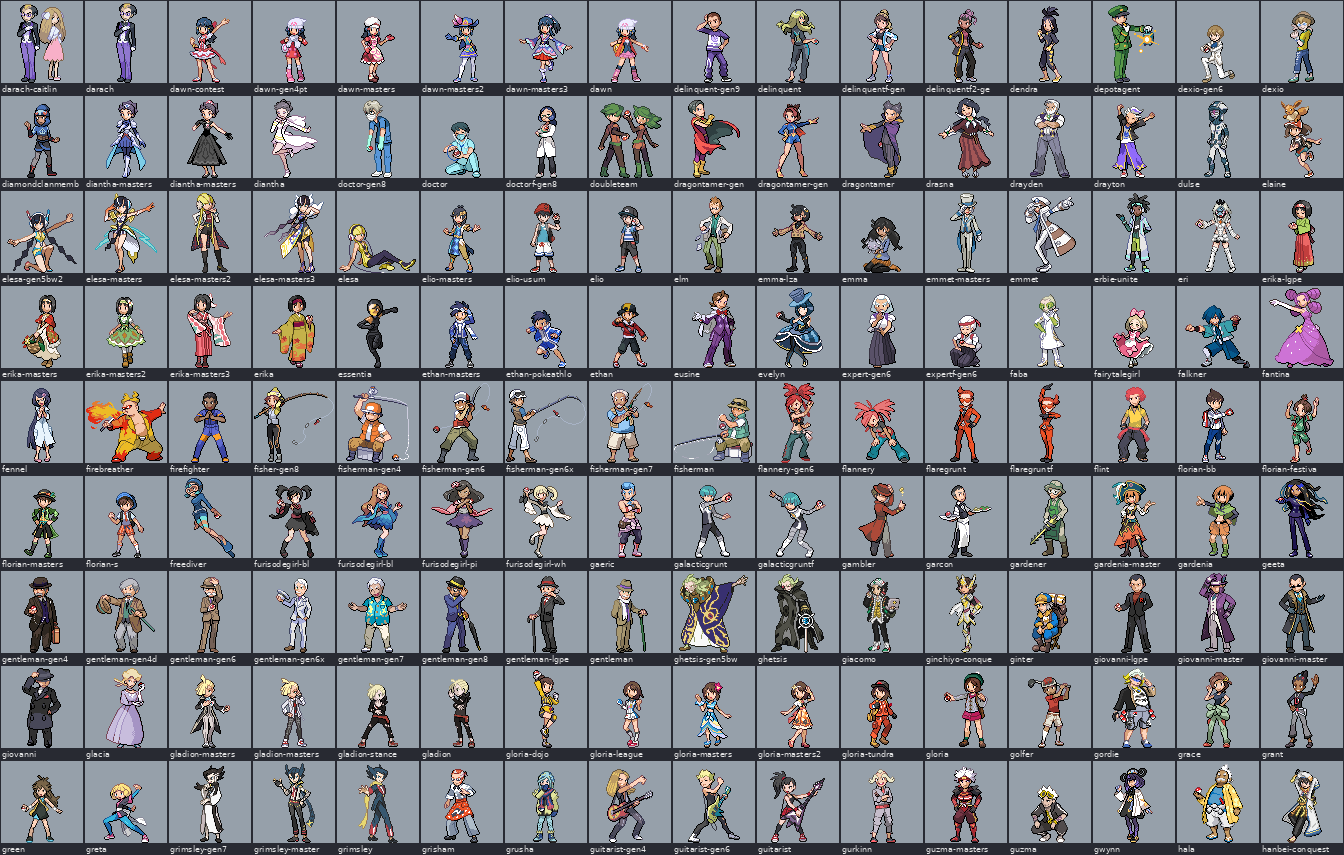 darach-caitlin darach dawn-contest dawn-gen4pt dawn-masters dawn-masters2 dawn-masters3 dawn delinquent-gen9 delinquent delinquentf-gen delinquentf2-ge dendra depotagent dexio-gen6 dexio
diamondclanmemb diantha-masters diantha-masters diantha doctor-gen8 doctor doctorf-gen8 doubleteam dragontamer-gen dragontamer-gen dragontamer drasna drayden drayton dulse elaine
elesa-gen5bw2 elesa-masters elesa-masters2 elesa-masters3 elesa elio-masters elio-usum elio elm emma-lza emma emmet-masters emmet erbie-unite eri erika-lgpe
erika-masters erika-masters2 erika-masters3 erika essentia ethan-masters ethan-pokeathlo ethan eusine evelyn expert-gen6 expertf-gen6 faba fairytalegirl falkner fantina
fennel firebreather firefighter fisher-gen8 fisherman-gen4 fisherman-gen6 fisherman-gen6x fisherman-gen7 fisherman flannery-gen6 flannery flaregrunt flaregruntf flint florian-bb florian-festiva
florian-masters florian-s freediver furisodegirl-bl furisodegirl-bl furisodegirl-pi furisodegirl-wh gaeric galacticgrunt galacticgruntf gambler garcon gardener gardenia-master gardenia geeta
gentleman-gen4 gentleman-gen4d gentleman-gen6 gentleman-gen6x gentleman-gen7 gentleman-gen8 gentleman-lgpe gentleman ghetsis-gen5bw ghetsis giacomo ginchiyo-conque ginter giovanni-lgpe giovanni-master giovanni-master
giovanni glacia gladion-masters gladion-masters gladion-stance gladion gloria-dojo gloria-league gloria-masters gloria-masters2 gloria-tundra gloria golfer gordie grace grant
green greta grimsley-gen7 grimsley-master grimsley grisham grusha guitarist-gen4 guitarist-gen6 guitarist gurkinn guzma-masters guzma gwynn hala hanbei-conquest